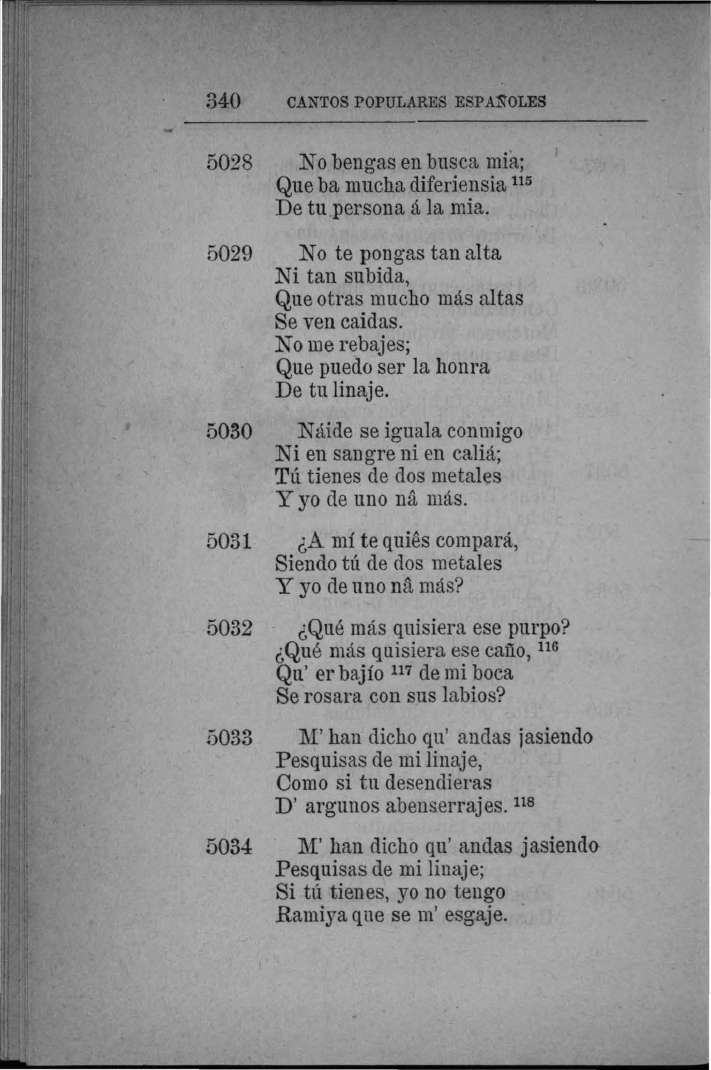 340 CANTOS POPULARES ESPAÑOLES
5028 No bengas en busca mia;
Que ba mucha diferiensia 115
De tu persona á la mia.
5029 No te pongas tan alta
Ni tan subida,
Que otras mucho más altas
Se ven caidas.
No me rebajes;
Que puedo ser la honra
De tu linaje.
5030 Náide se iguala conmigo
Ni en sangre ni en caliá;
Tú tienes de dos metales
Y yo de uno nâ más.
5031 ¿A mí te quiês compará,
Siendo tú de dos metales
Y yo de uno nâ más?
5032 ¿Qué más quisiera ese purpo?
¿Qué más quisiera ese caño, 116
Qu' er bajío 117 de mi boca
Se rosara con sus labios?
5033 M' han dicho qu' andas jasiendo
Pesquisas de mi linaje,
Como si tu desendieras
D' argunos abenserrajes. 118
5034 M' han dicho qu' andas jasiendo
Pesquisas de mi linaje;
Si tú tienes, yo no tengo
Ramiya que se m' esgaje.